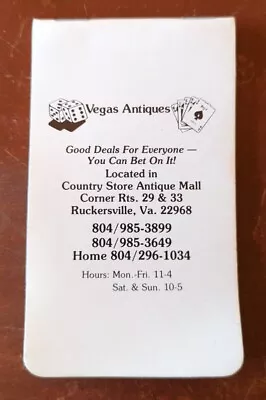 Vegas Antiques
Good Deals For Everyone —
You Can Bet On It!
Located in
Country Store Antique Mall
Corner Rts. 29 & 33
Ruckersville, Va. 22968
804/985-3899
804/985-3649
Home 804/296-1034
Hours: Mon.-Fri. 11-4
Sat. & Sun. 10-5